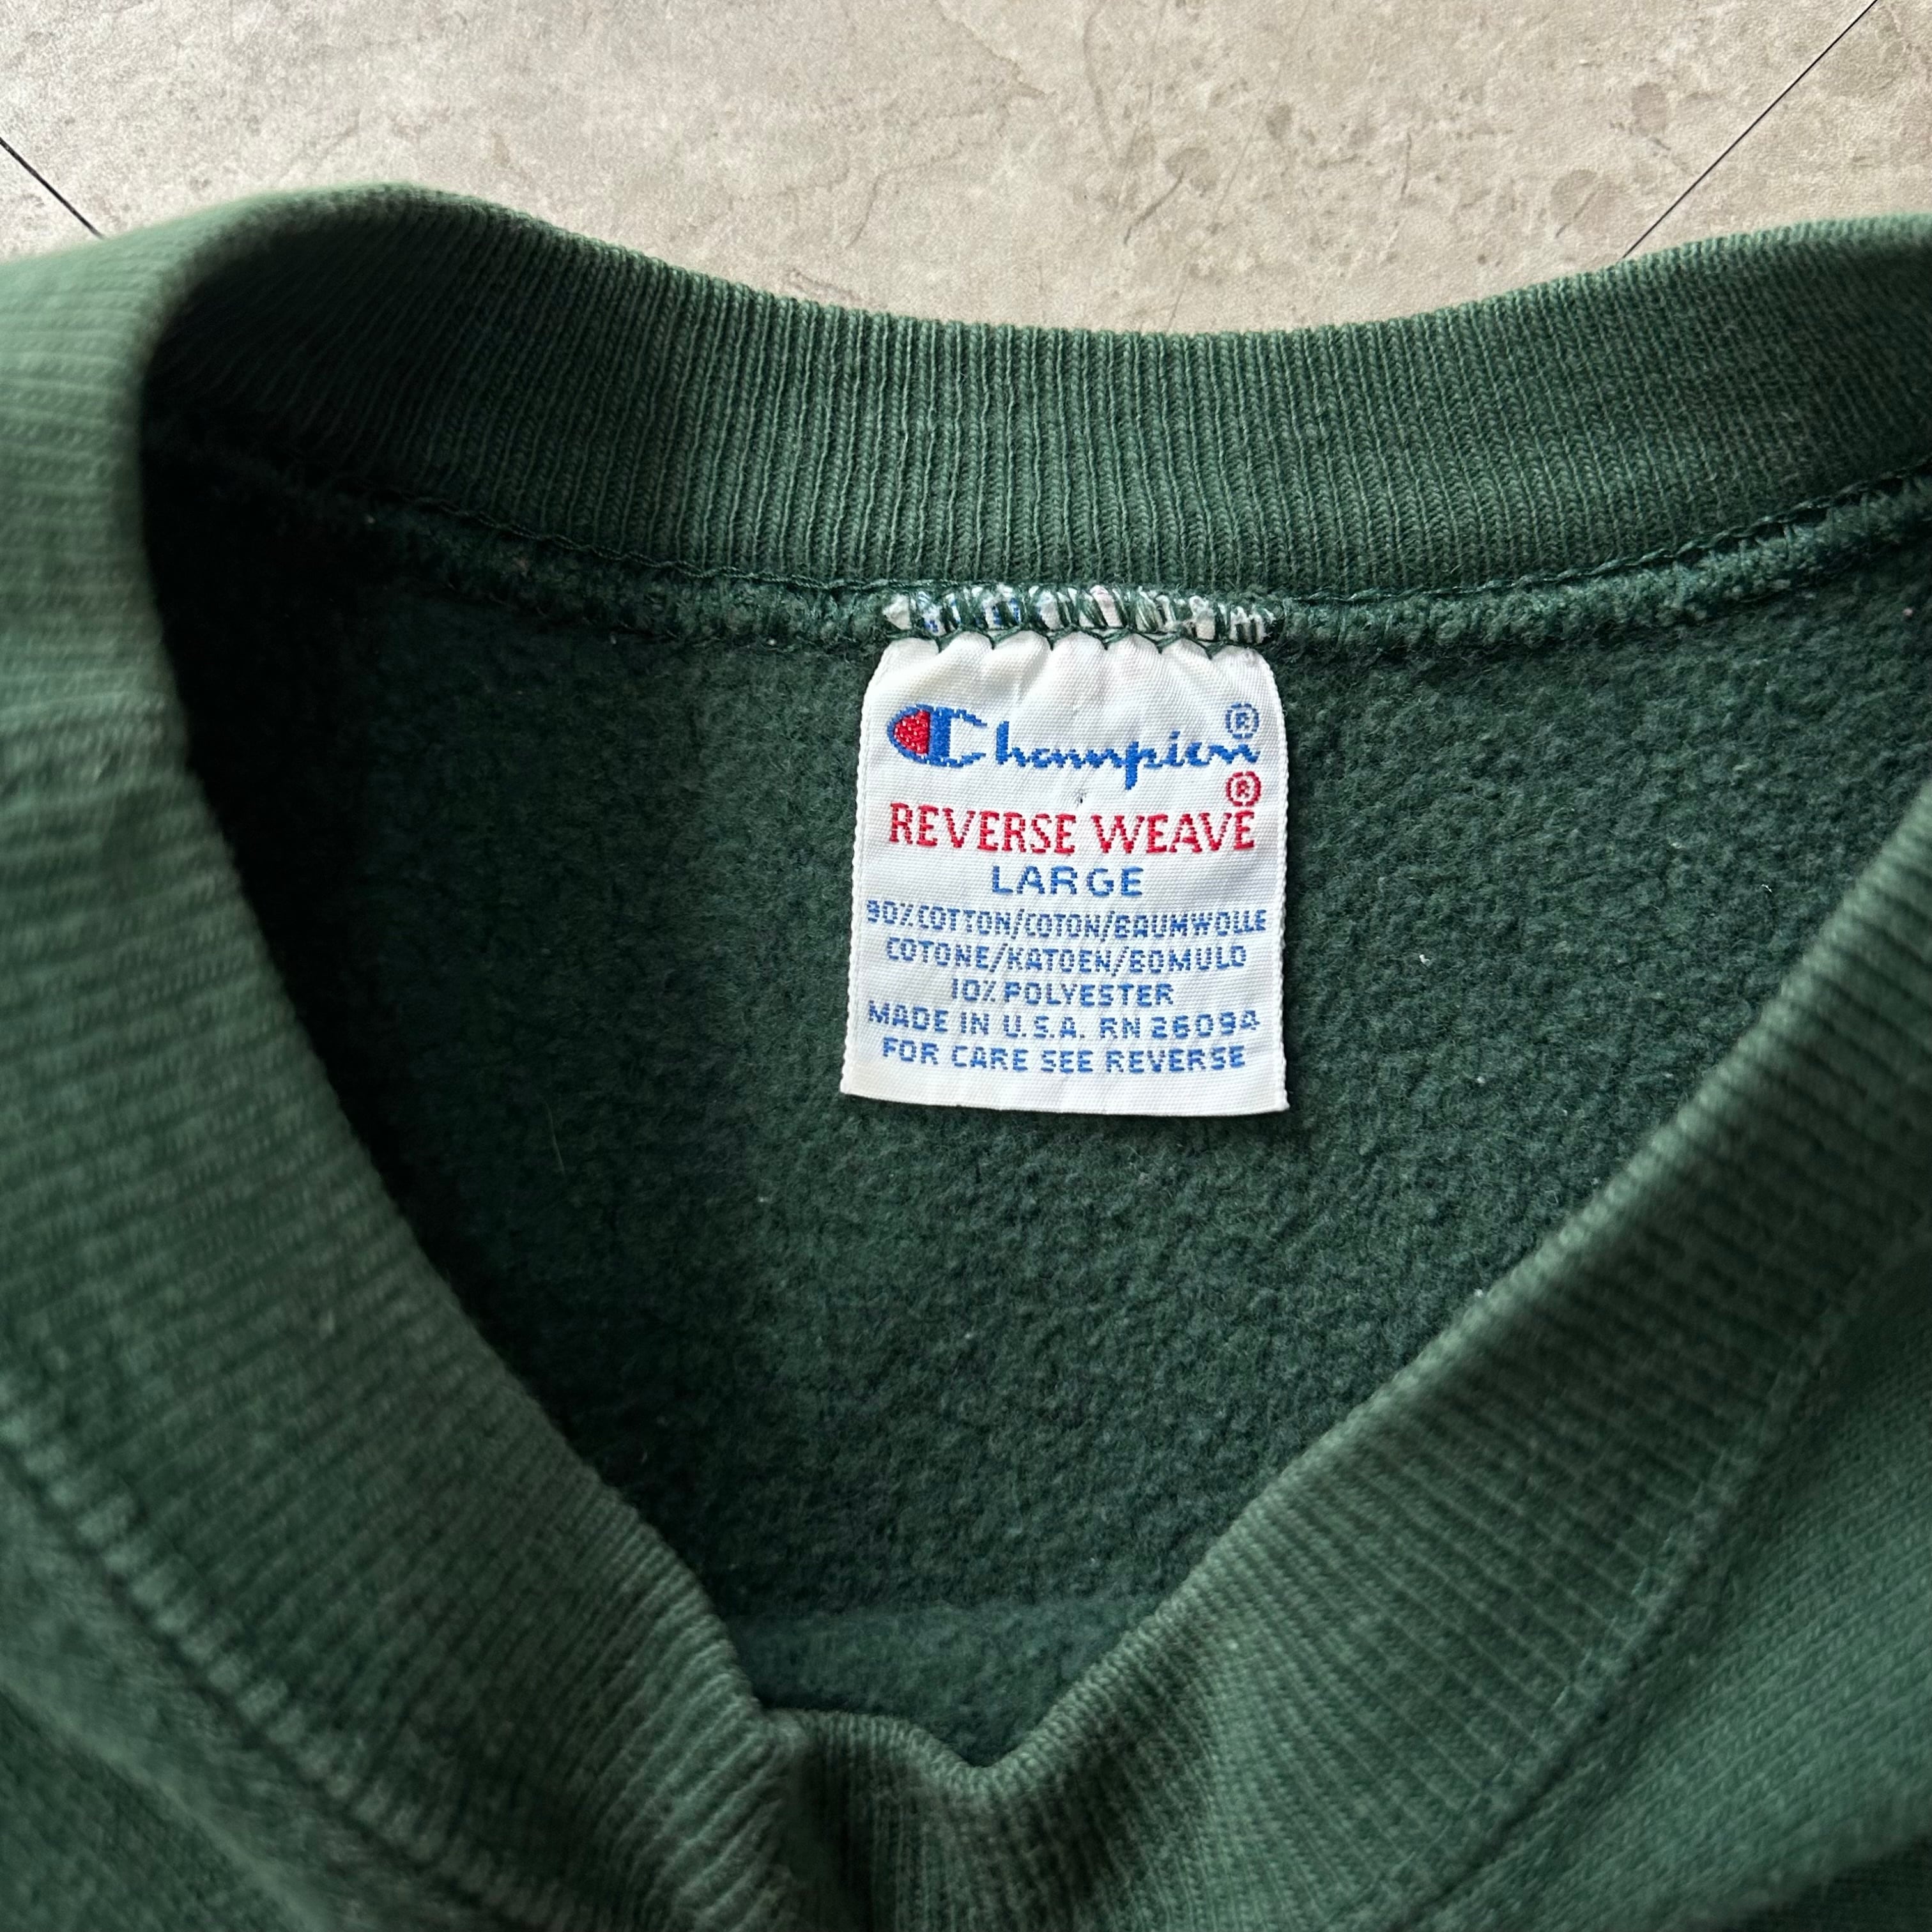 Champion®
REVERSE WEAVE®
LARGE
90% COTTON/COTON/BAUMWOLLE
COTONE/KATOEN/BOMULD
10% POLYESTER
MADE IN U.S.A. RN 26094
FOR CARE SEE REVERSE